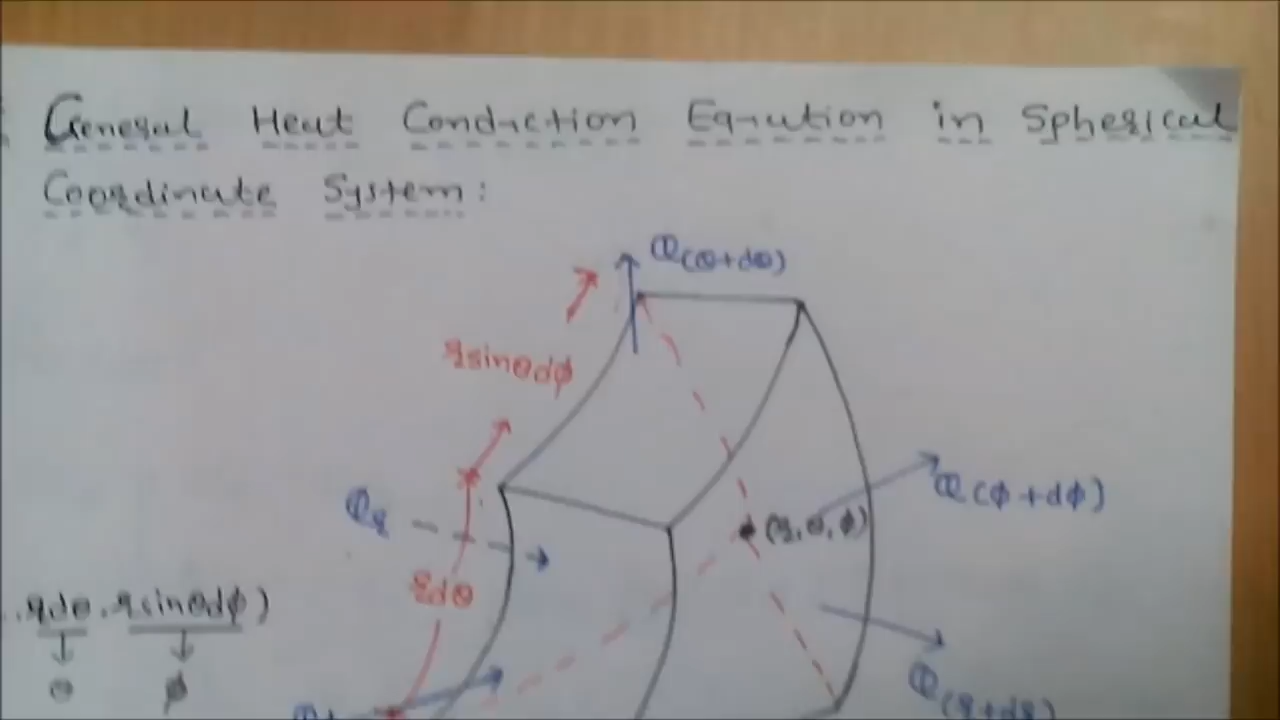 General Heat Conduction Equation in Spherical
Coordinate System:
Q(θ+dθ)
rsinθdϕ
Qr
Q(ϕ+dϕ)
(r,θ,ϕ)
rdθ
.rdθ.rsinθdϕ)
θ ϕ
Q(r+dr)